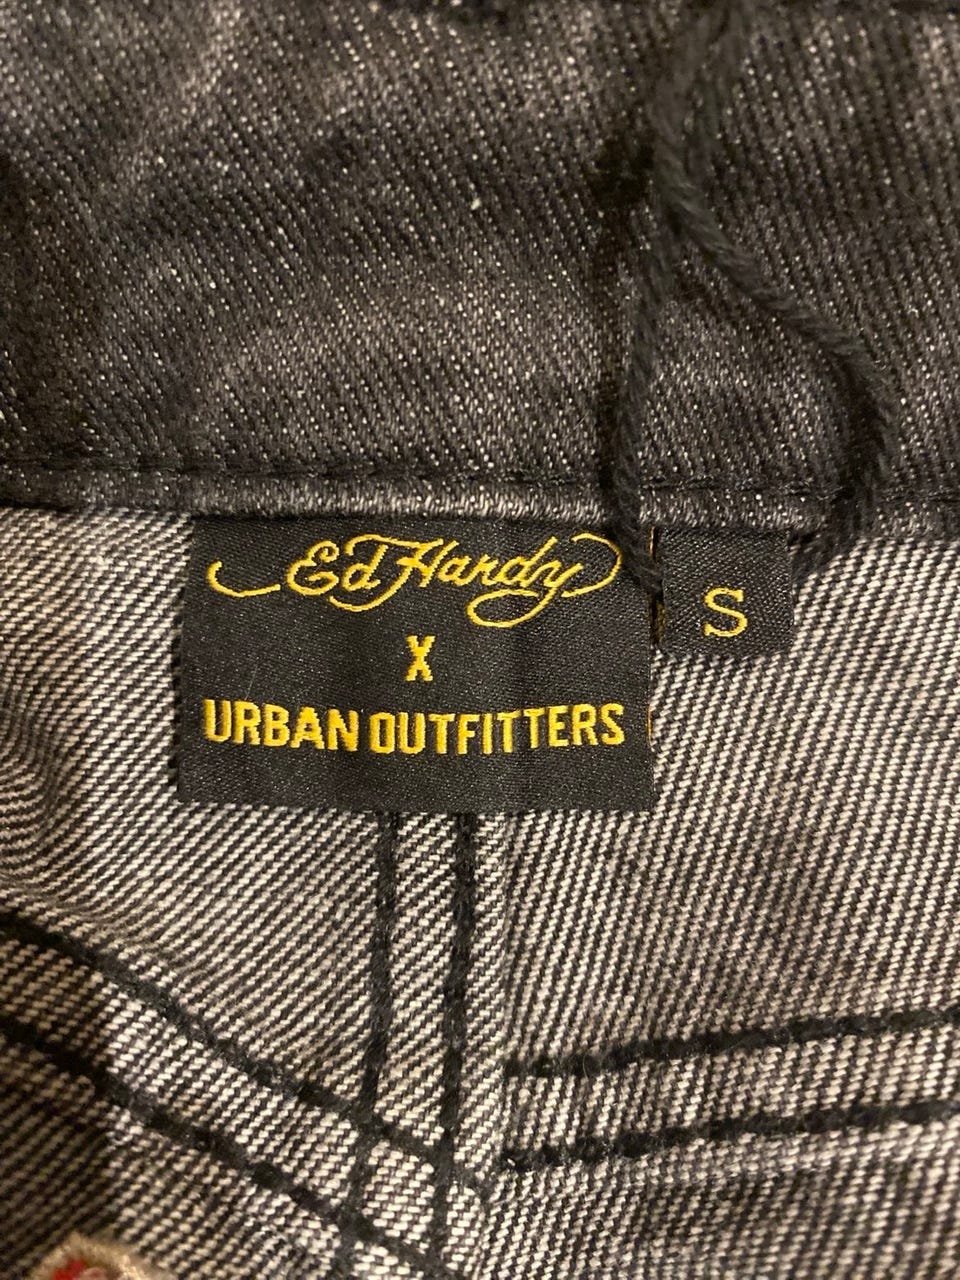 Ed Hardy
X
URBAN OUTFITTERS
S